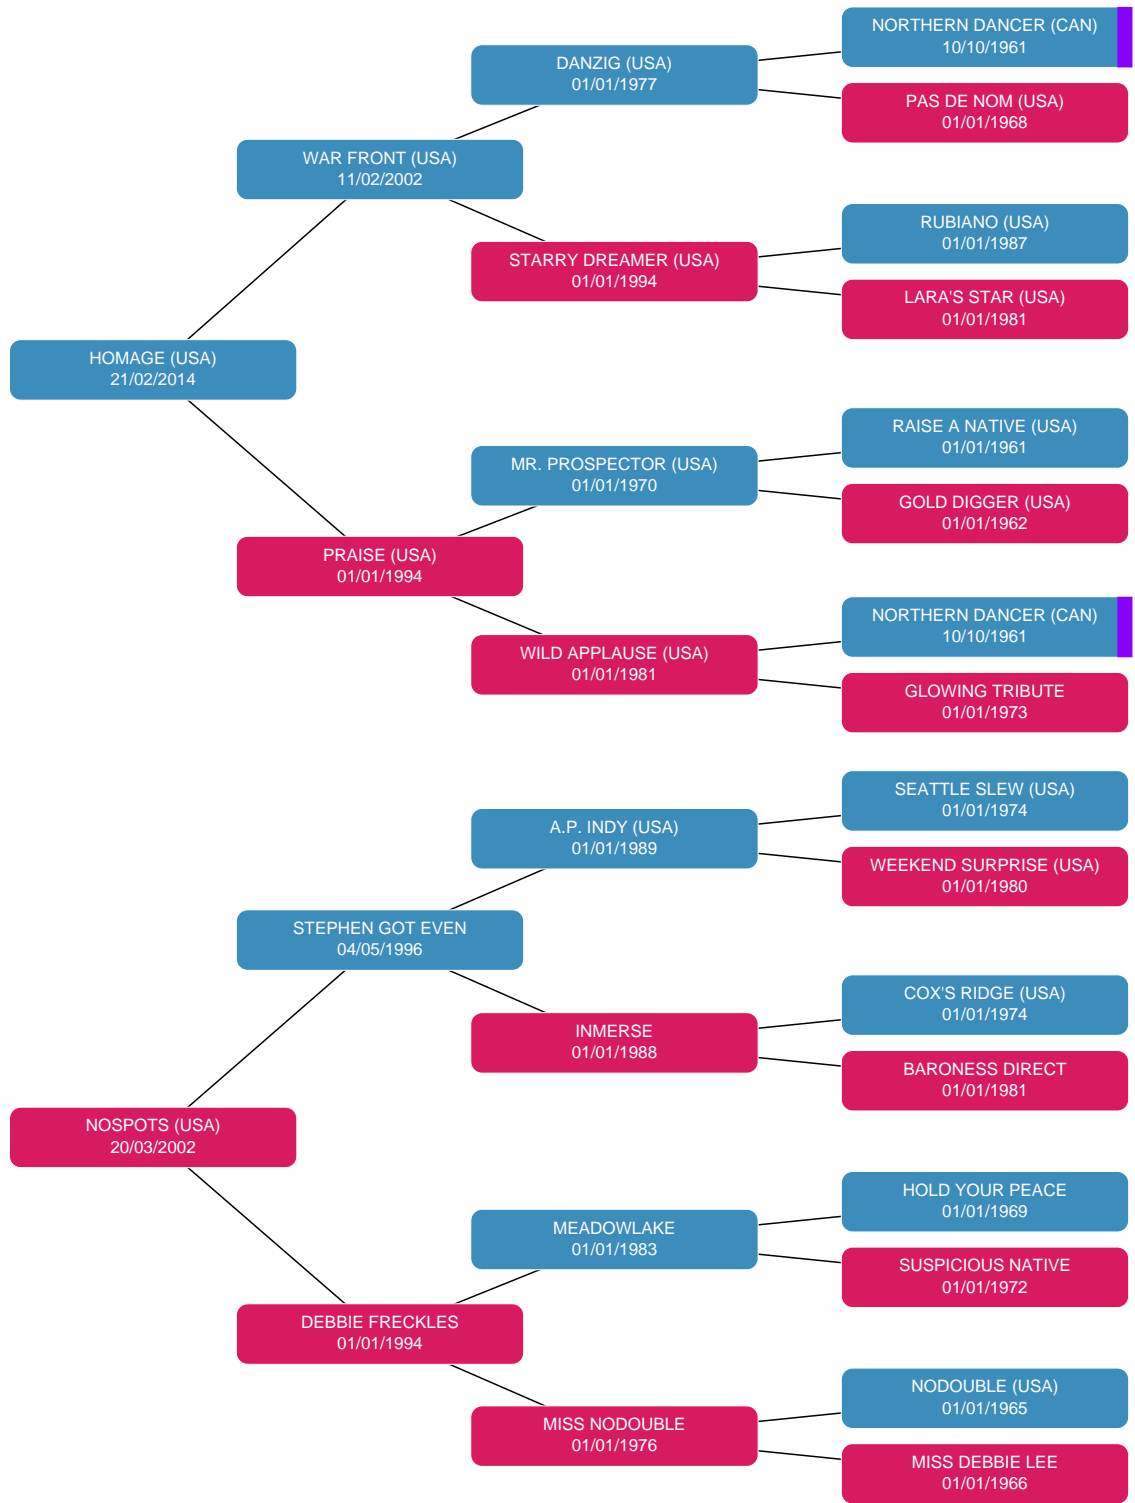 NORTHERN DANCER (CAN)
10/10/1961
DANZIG (USA)
01/01/1977
PAS DE NOM (USA)
01/01/1968
WAR FRONT (USA)
11/02/2002
RUBIANO (USA)
01/01/1987
STARRY DREAMER (USA)
01/01/1994
LARA'S STAR (USA)
01/01/1981
HOMAGE (USA)
21/02/2014
RAISE A NATIVE (USA)
01/01/1961
MR. PROSPECTOR (USA)
01/01/1970
GOLD DIGGER (USA)
01/01/1962
PRAISE (USA)
01/01/1994
NORTHERN DANCER (CAN)
10/10/1961
WILD APPLAUSE (USA)
01/01/1981
GLOWING TRIBUTE
01/01/1973
SEATTLE SLEW (USA)
01/01/1974
A.P. INDY (USA)
01/01/1989
WEEKEND SURPRISE (USA)
01/01/1980
STEPHEN GOT EVEN
04/05/1996
COX'S RIDGE (USA)
01/01/1974
INMERSE
01/01/1988
BARONESS DIRECT
01/01/1981
NOSPOTS (USA)
20/03/2002
HOLD YOUR PEACE
01/01/1969
MEADOWLAKE
01/01/1983
SUSPICIOUS NATIVE
01/01/1972
DEBBIE FRECKLES
01/01/1994
NODOUBLE (USA)
01/01/1965
MISS NODOUBLE
01/01/1976
MISS DEBBIE LEE
01/01/1966